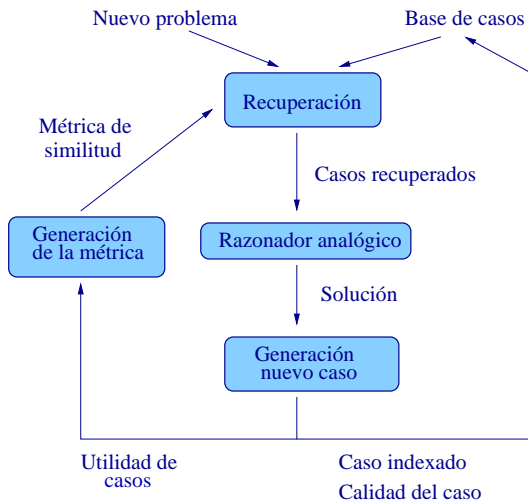 Nuevo problema
Base de casos
Recuperación
Métrica de
similitud
Casos recuperados
Generación
de la métrica
Razonador analógico
Solución
Generación
nuevo caso
Utilidad de
casos
Caso indexado
Calidad del caso